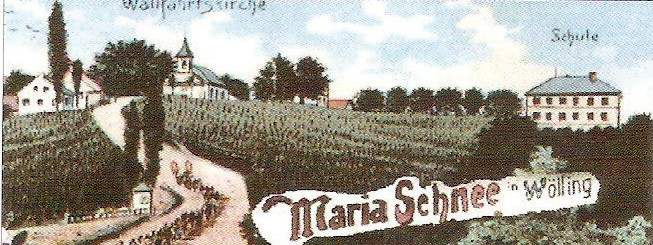 Wallfahrtskirche
Schule
Maria Schnee in Wölling